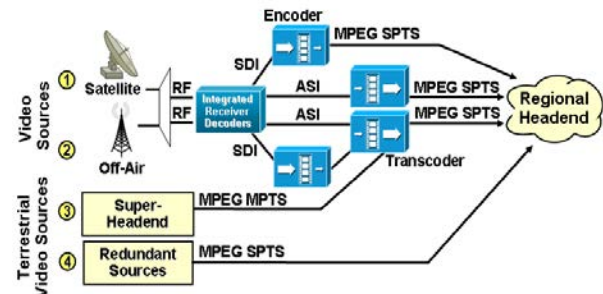 Encoder
MPEG SPTS
SDI
1
Satellite
RF
RF
Integrated
Receiver
Decoders
ASI
MPEG SPTS
ASI
MPEG SPTS
Regional
Headend
Video
Sources
2
Off-Air
SDI
Transcoder
Terrestrial
Video Sources
3
Super-
Headend
MPEG MPTS
4
Redundant
Sources
MPEG SPTS